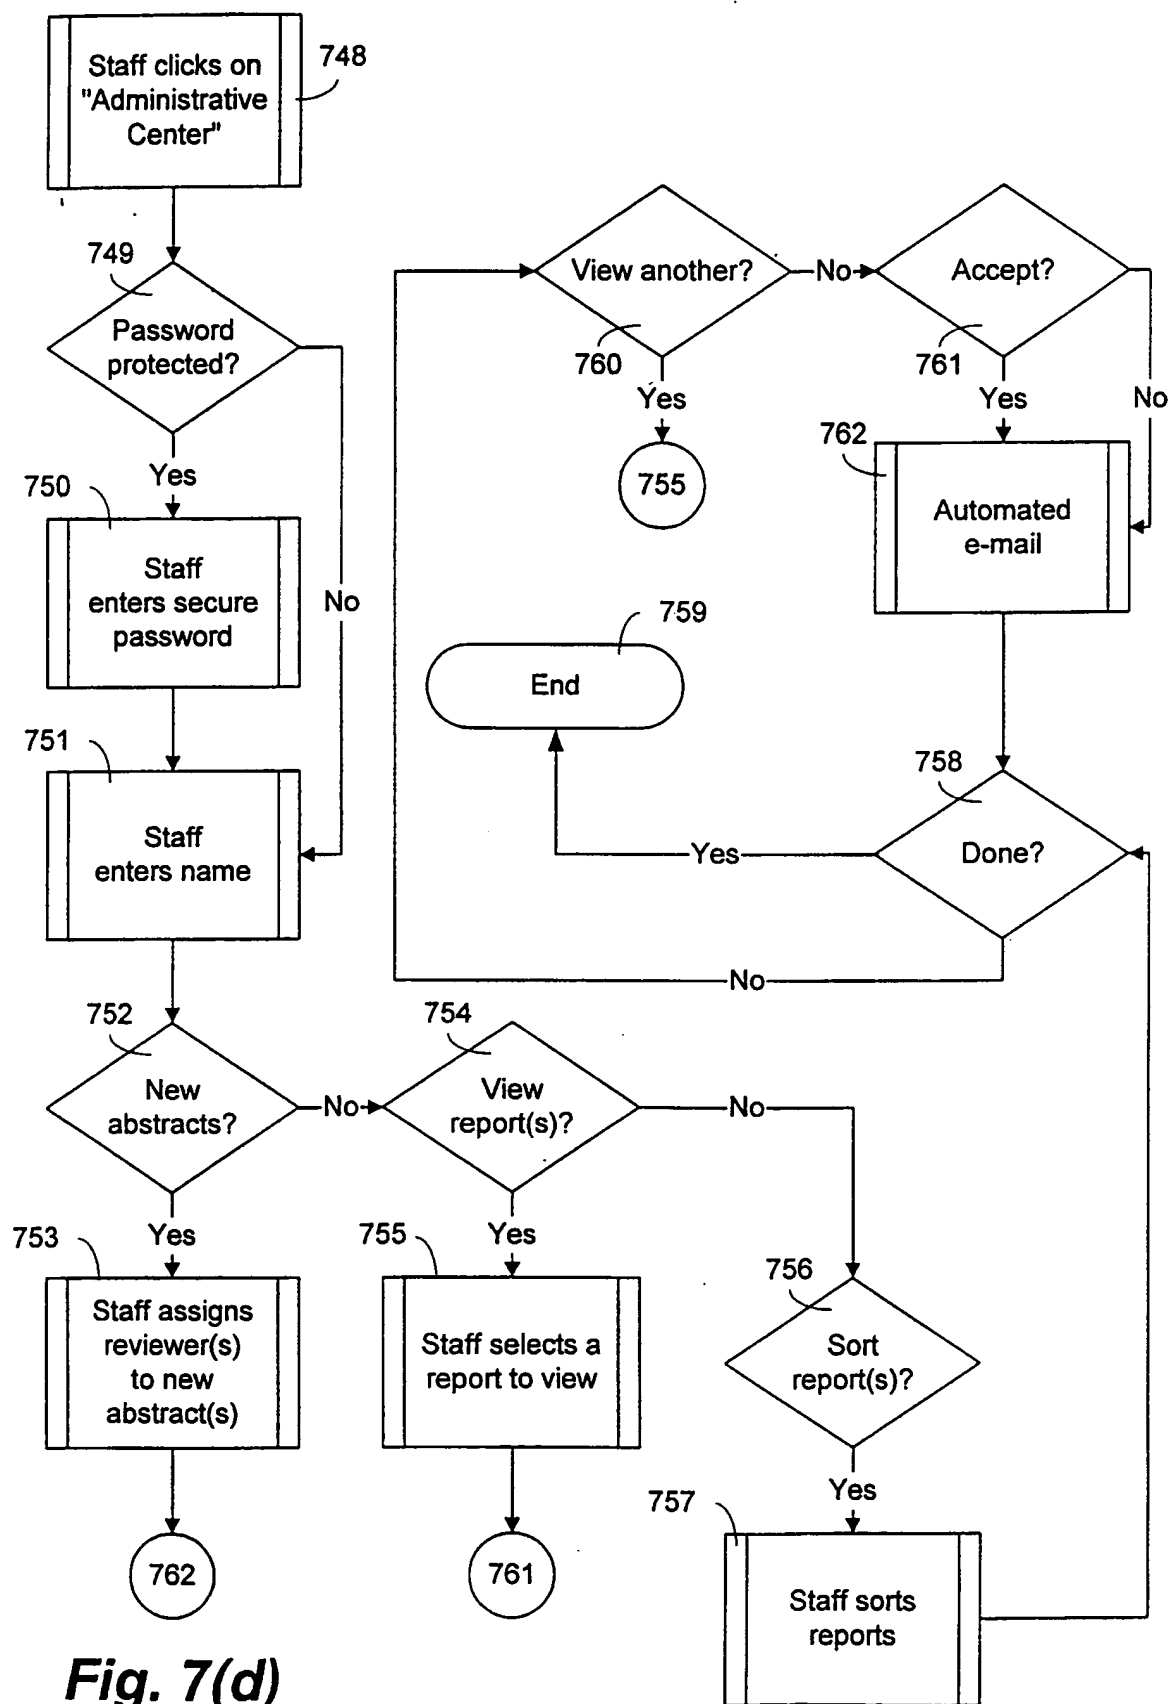 Staff clicks on
"Administrative
Center"
748
749
Password
protected?
Yes
No
750
Staff
enters secure
password
751
Staff
enters name
752
New
abstracts?
No
Yes
753
Staff assigns
reviewer(s)
to new
abstract(s)
762
754
View
report(s)?
No
Yes
755
Staff selects a
report to view
761
756
Sort
report(s)?
Yes
757
Staff sorts
reports
758
Done?
Yes
No
759
End
View another?
760
No
Yes
755
Accept?
761
Yes
No
762
Automated
e-mail
Fig. 7(d)